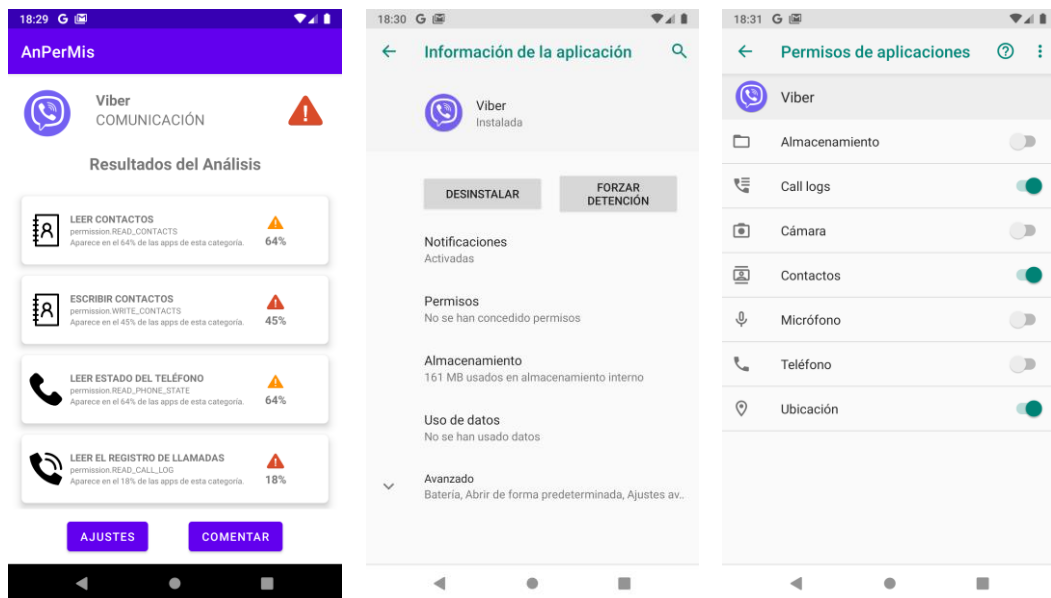 18:29 G
AnPerMis
Viber
COMUNICACIÓN
Resultados del Análisis
LEER CONTACTOS
permission.READ_CONTACTS
Aparece en el 64% de las apps de esta categoría.
64%
ESCRIBIR CONTACTOS
permission.WRITE_CONTACTS
Aparece en el 45% de las apps de esta categoría.
45%
LEER ESTADO DEL TELÉFONO
permission.READ_PHONE_STATE
Aparece en el 64% de las apps de esta categoría.
64%
LEER EL REGISTRO DE LLAMADAS
permission.READ_CALL_LOG
Aparece en el 18% de las apps de esta categoría.
18%
AJUSTES
COMENTAR
18:30 G
Información de la aplicación
Viber
Instalada
DESINSTALAR
FORZAR
DETENCIÓN
Notificaciones
Activadas
Permisos
No se han concedido permisos
Almacenamiento
161 MB usados en almacenamiento interno
Uso de datos
No se han usado datos
Avanzado
Batería, Abrir de forma predeterminada, Ajustes av..
18:31 G
Permisos de aplicaciones
Viber
Almacenamiento
Call logs
Cámara
Contactos
Micrófono
Teléfono
Ubicación